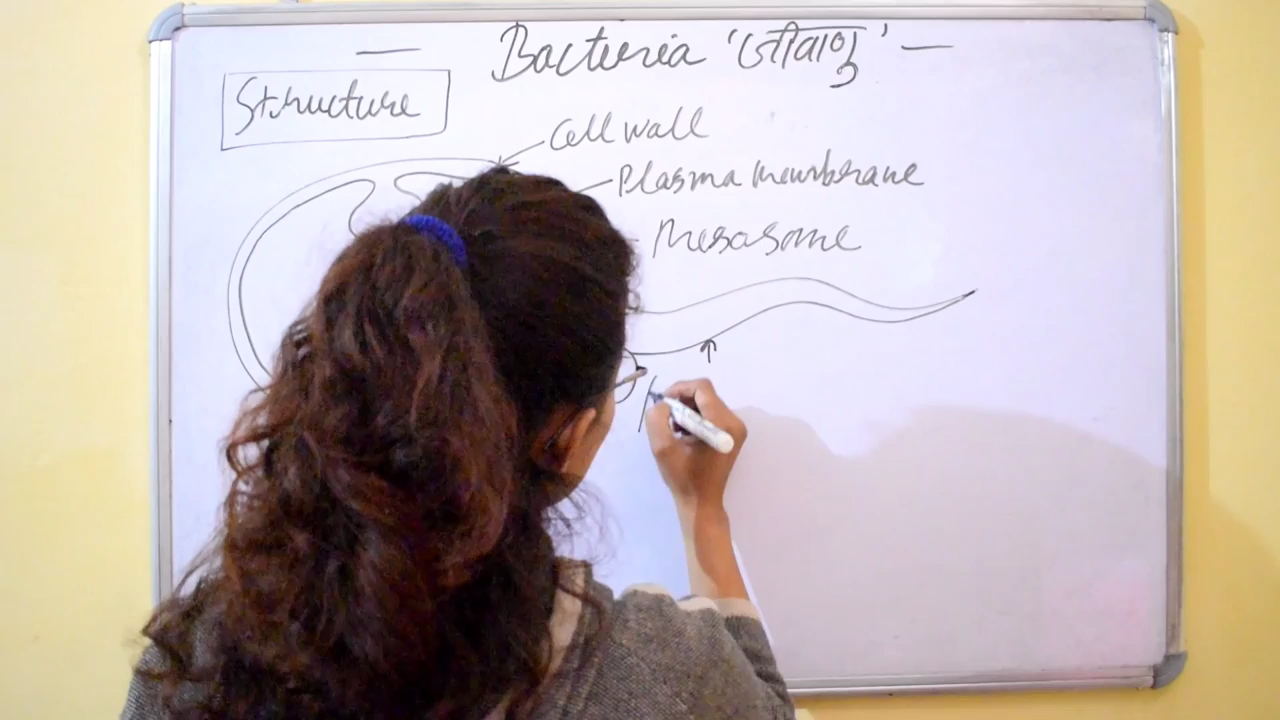 — Bacteria 'जीवाणु' —
Structure
Cell wall
Plasma membrane
Mesosome